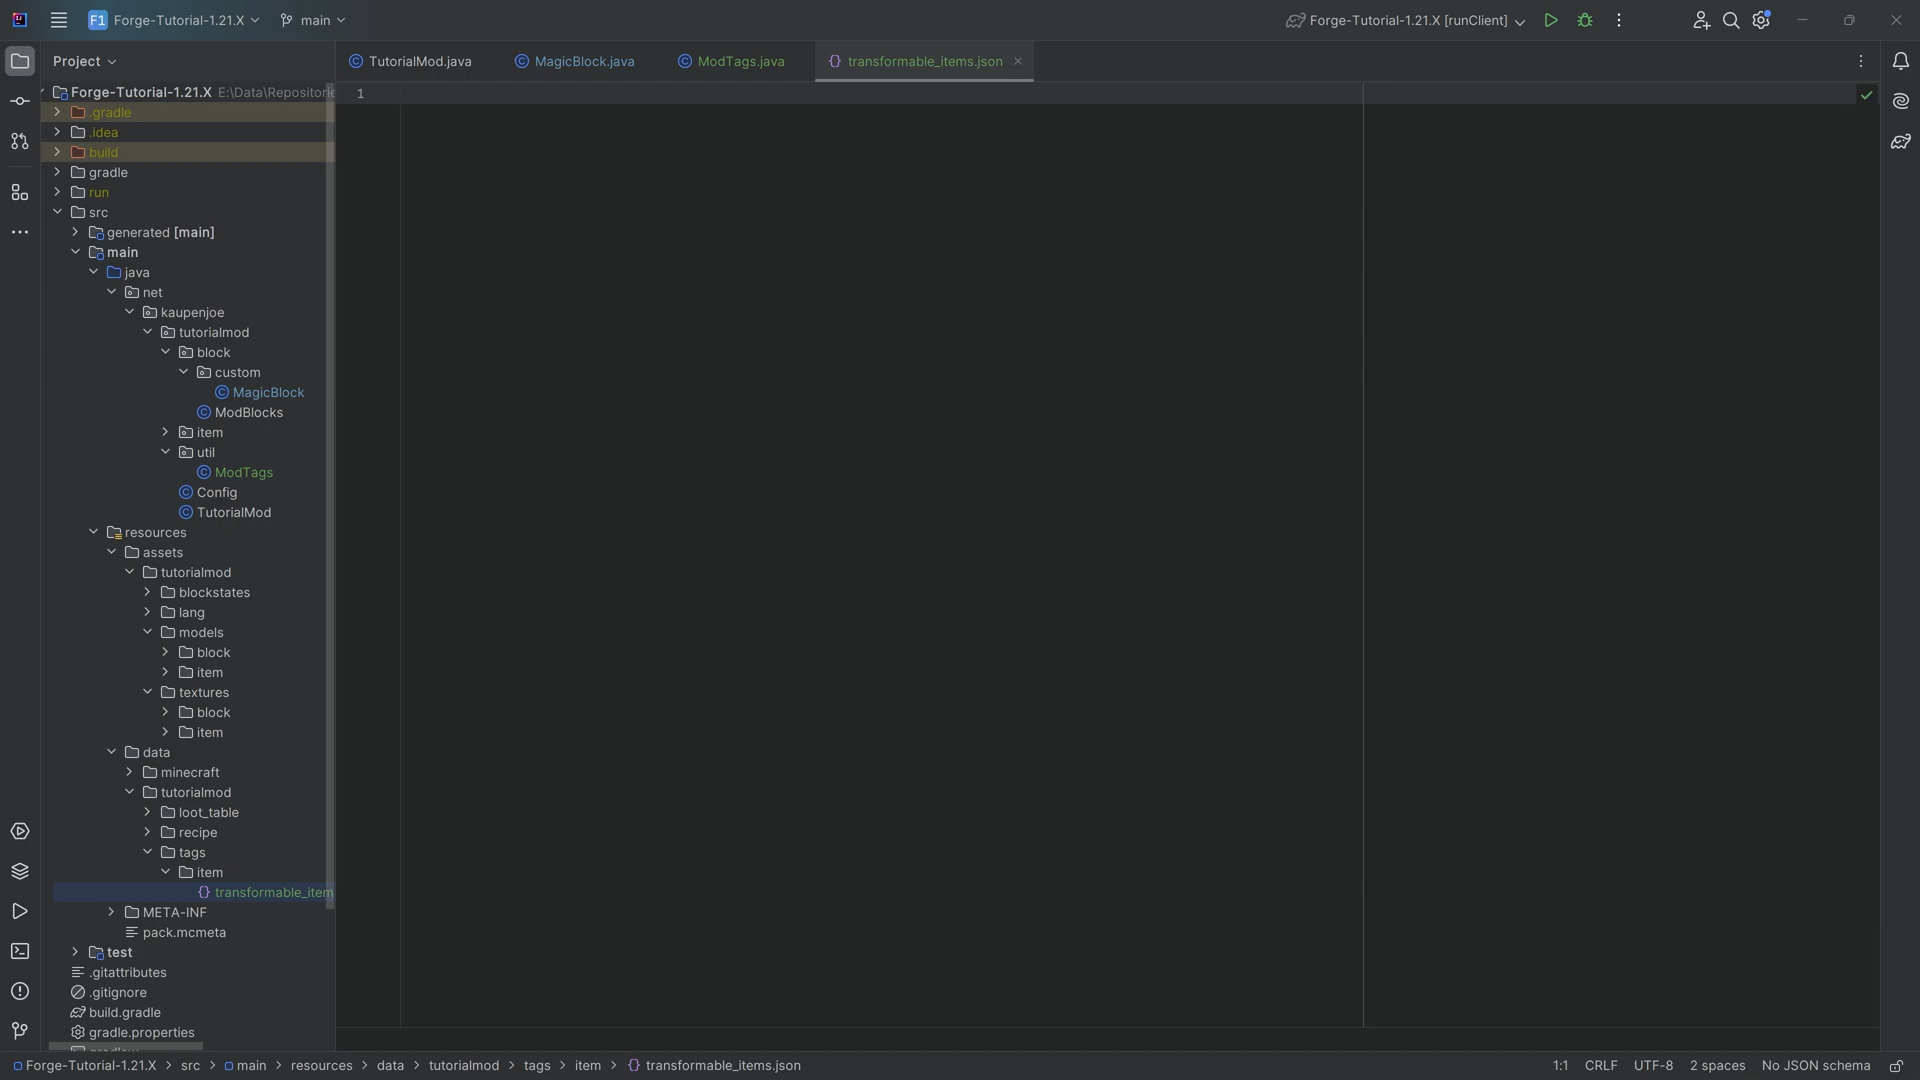 F1 Forge-Tutorial-1.21.X main Forge-Tutorial-1.21.X [runClient]
Project
TutorialMod.java MagicBlock.java ModTags.java {} transformable_items.json
Forge-Tutorial-1.21.X E:\Data\Repositorie
1
.gradle
.idea
build
gradle
run
src
generated [main]
main
java
net
kaupenjoe
tutorialmod
block
custom
MagicBlock
ModBlocks
item
util
ModTags
Config
TutorialMod
resources
assets
tutorialmod
blockstates
lang
models
block
item
textures
block
item
data
minecraft
tutorialmod
loot_table
recipe
tags
item
{} transformable_item
META-INF
pack.mcmeta
test
.gitattributes
.gitignore
build.gradle
gradle.properties
Forge-Tutorial-1.21.X > src > main > resources > data > tutorialmod > tags > item > {} transformable_items.json 1:1 CRLF UTF-8 2 spaces No JSON schema